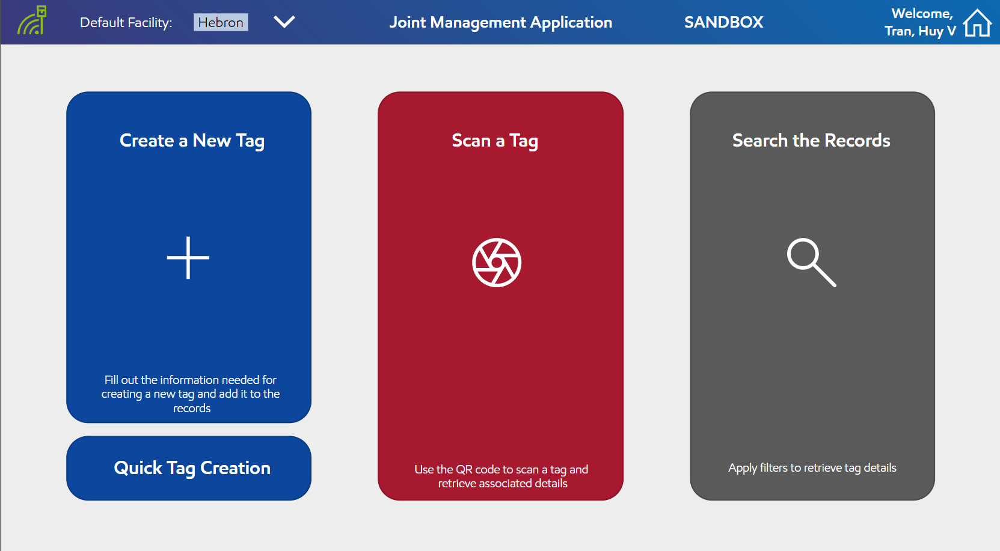 Default Facility: Hebron
Joint Management Application
SANDBOX
Welcome,
Tran, Huy V
Create a New Tag
Fill out the information needed for
creating a new tag and add it to the
records
Quick Tag Creation
Scan a Tag
Use the QR code to scan a tag and
retrieve associated details
Search the Records
Apply filters to retrieve tag details